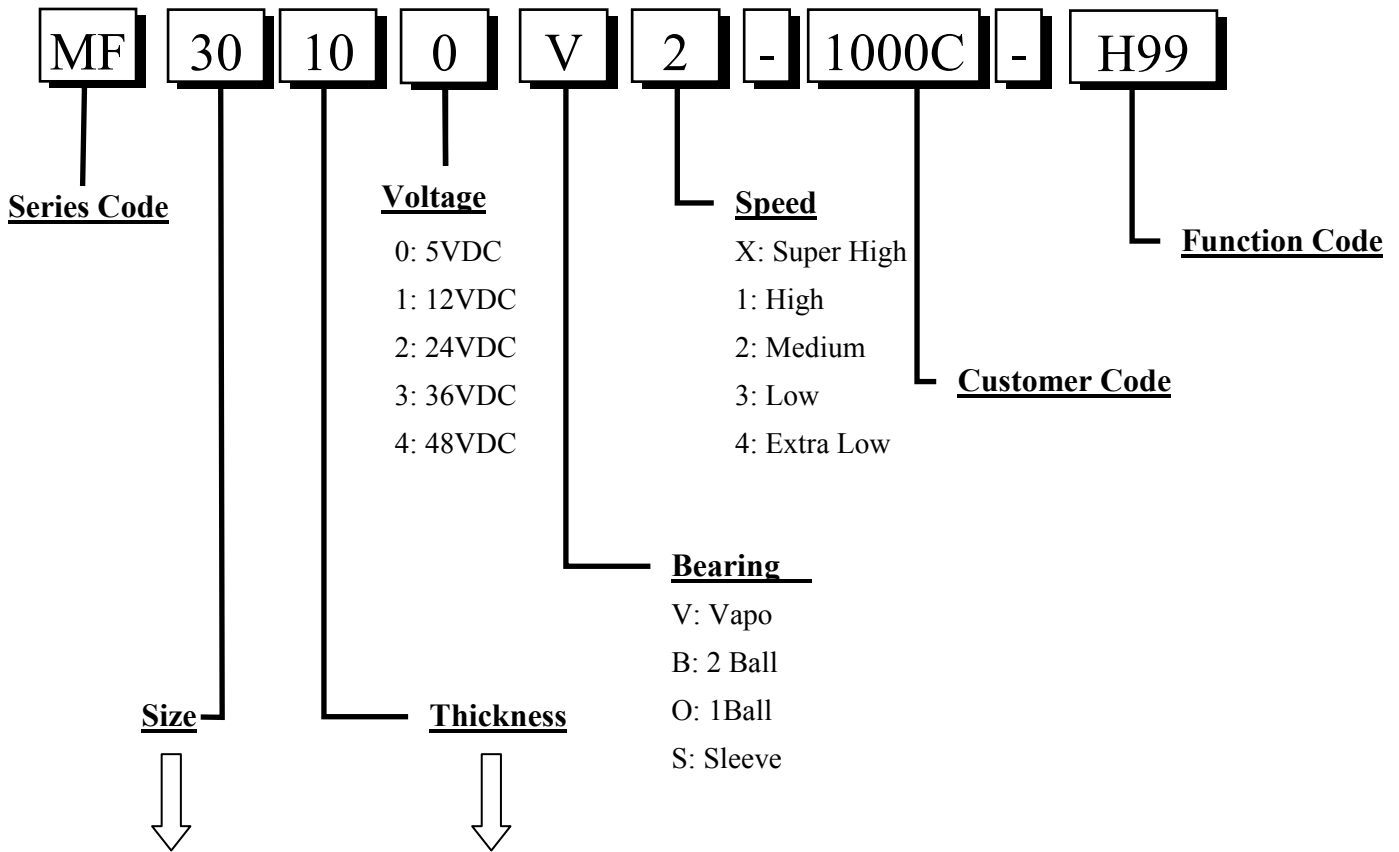 MF 30 10 0 V 2 - 1000C - H99
Series Code
Voltage
0: 5VDC
1: 12VDC
2: 24VDC
3: 36VDC
4: 48VDC
Speed
X: Super High
1: High
2: Medium
3: Low
4: Extra Low
Function Code
Customer Code
Bearing
V: Vapo
B: 2 Ball
O: 1Ball
S: Sleeve
Size
Thickness